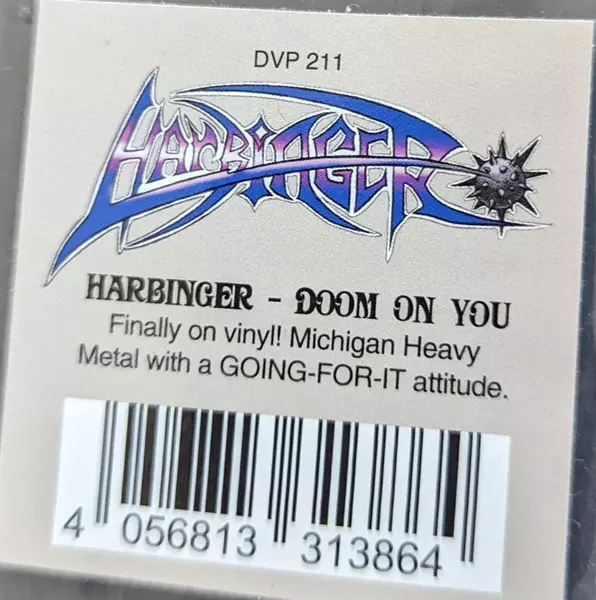 DVP 211
HARBINGER
HARBINGER - DOOM ON YOU
Finally on vinyl! Michigan Heavy
Metal with a GOING-FOR-IT attitude.
4 056813 313864